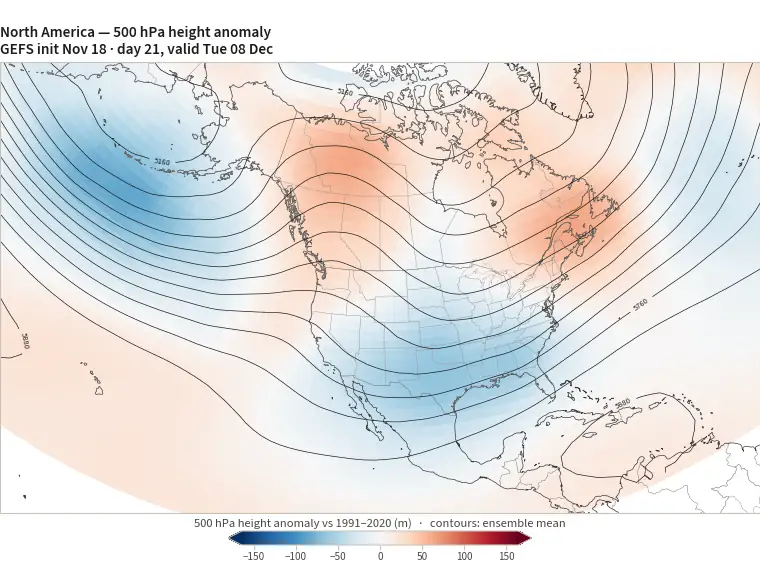 North America — 500 hPa height anomaly
GEFS init Nov 18 · day 21, valid Tue 08 Dec
5160
5160
5760
5880
5880
500 hPa height anomaly vs 1991–2020 (m) · contours: ensemble mean
−150 −100 −50 0 50 100 150